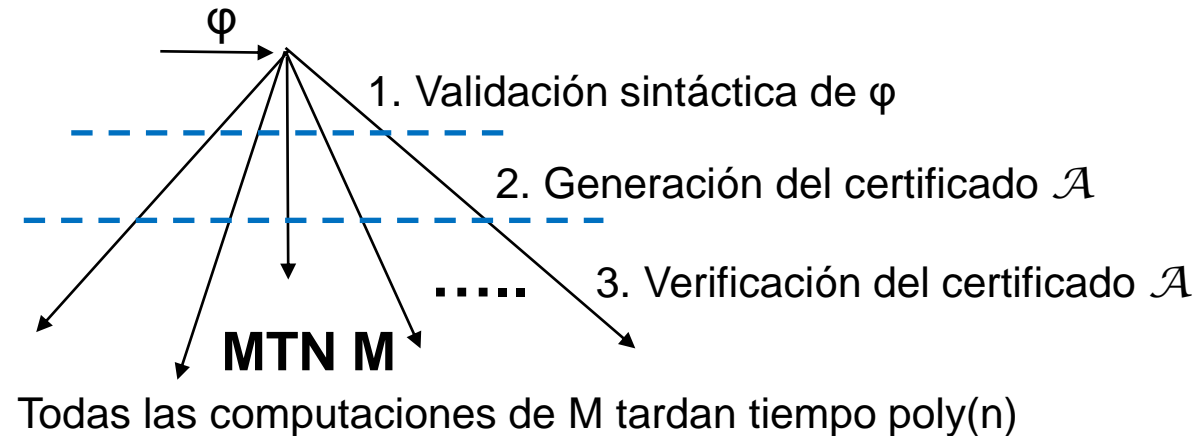 φ
1. Validación sintáctica de φ
2. Generación del certificado 𝒜
3. Verificación del certificado 𝒜
.....
MTN M
Todas las computaciones de M tardan tiempo poly(n)